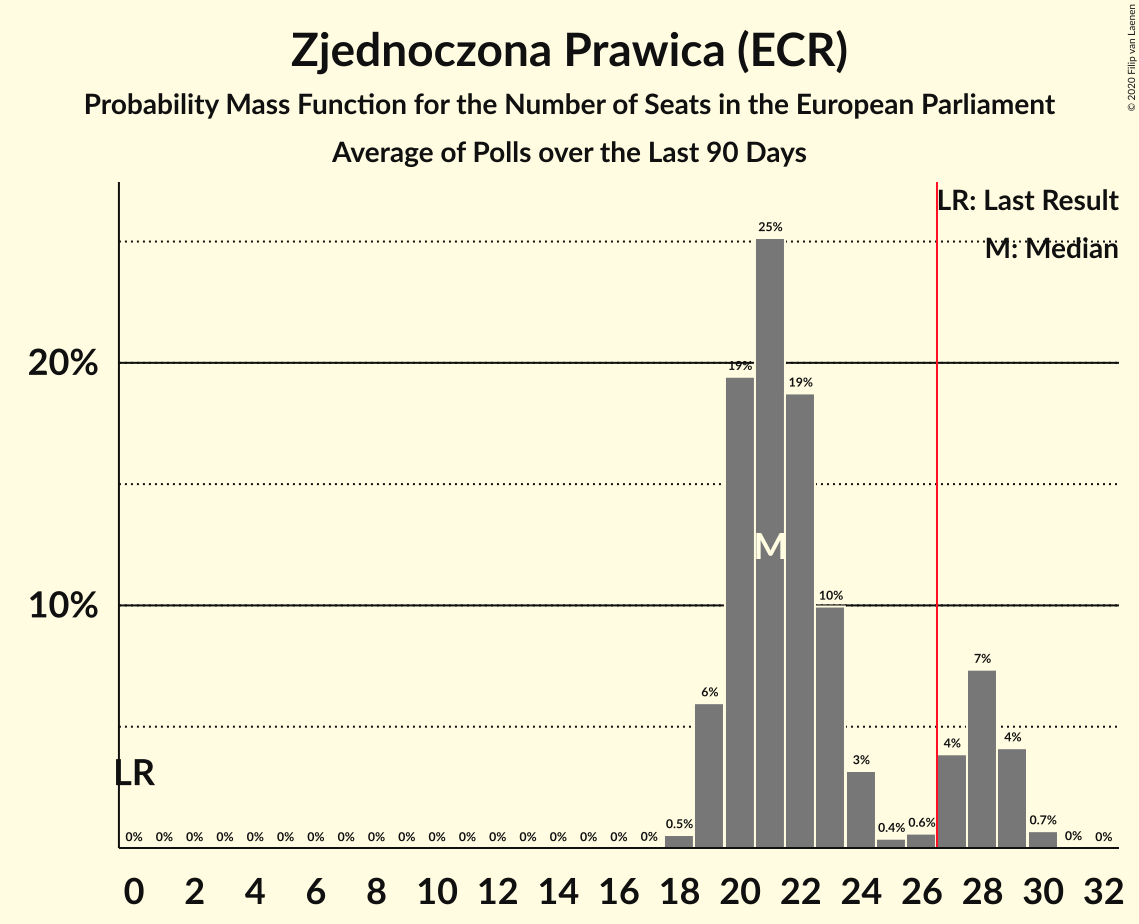 Zjednoczona Prawica (ECR)
Probability Mass Function for the Number of Seats in the European Parliament
Average of Polls over the Last 90 Days
© 2020 Filip van Laenen
LR: Last Result
M: Median
25%
20%
19%
19%
M
10%
10%
7%
6%
4%
4%
3%
LR
0% 0% 0% 0% 0% 0% 0% 0% 0% 0% 0% 0% 0% 0% 0% 0% 0% 0% 0.5% 0.4% 0.6% 0.7% 0% 0%
0 2 4 6 8 10 12 14 16 18 20 22 24 26 28 30 32